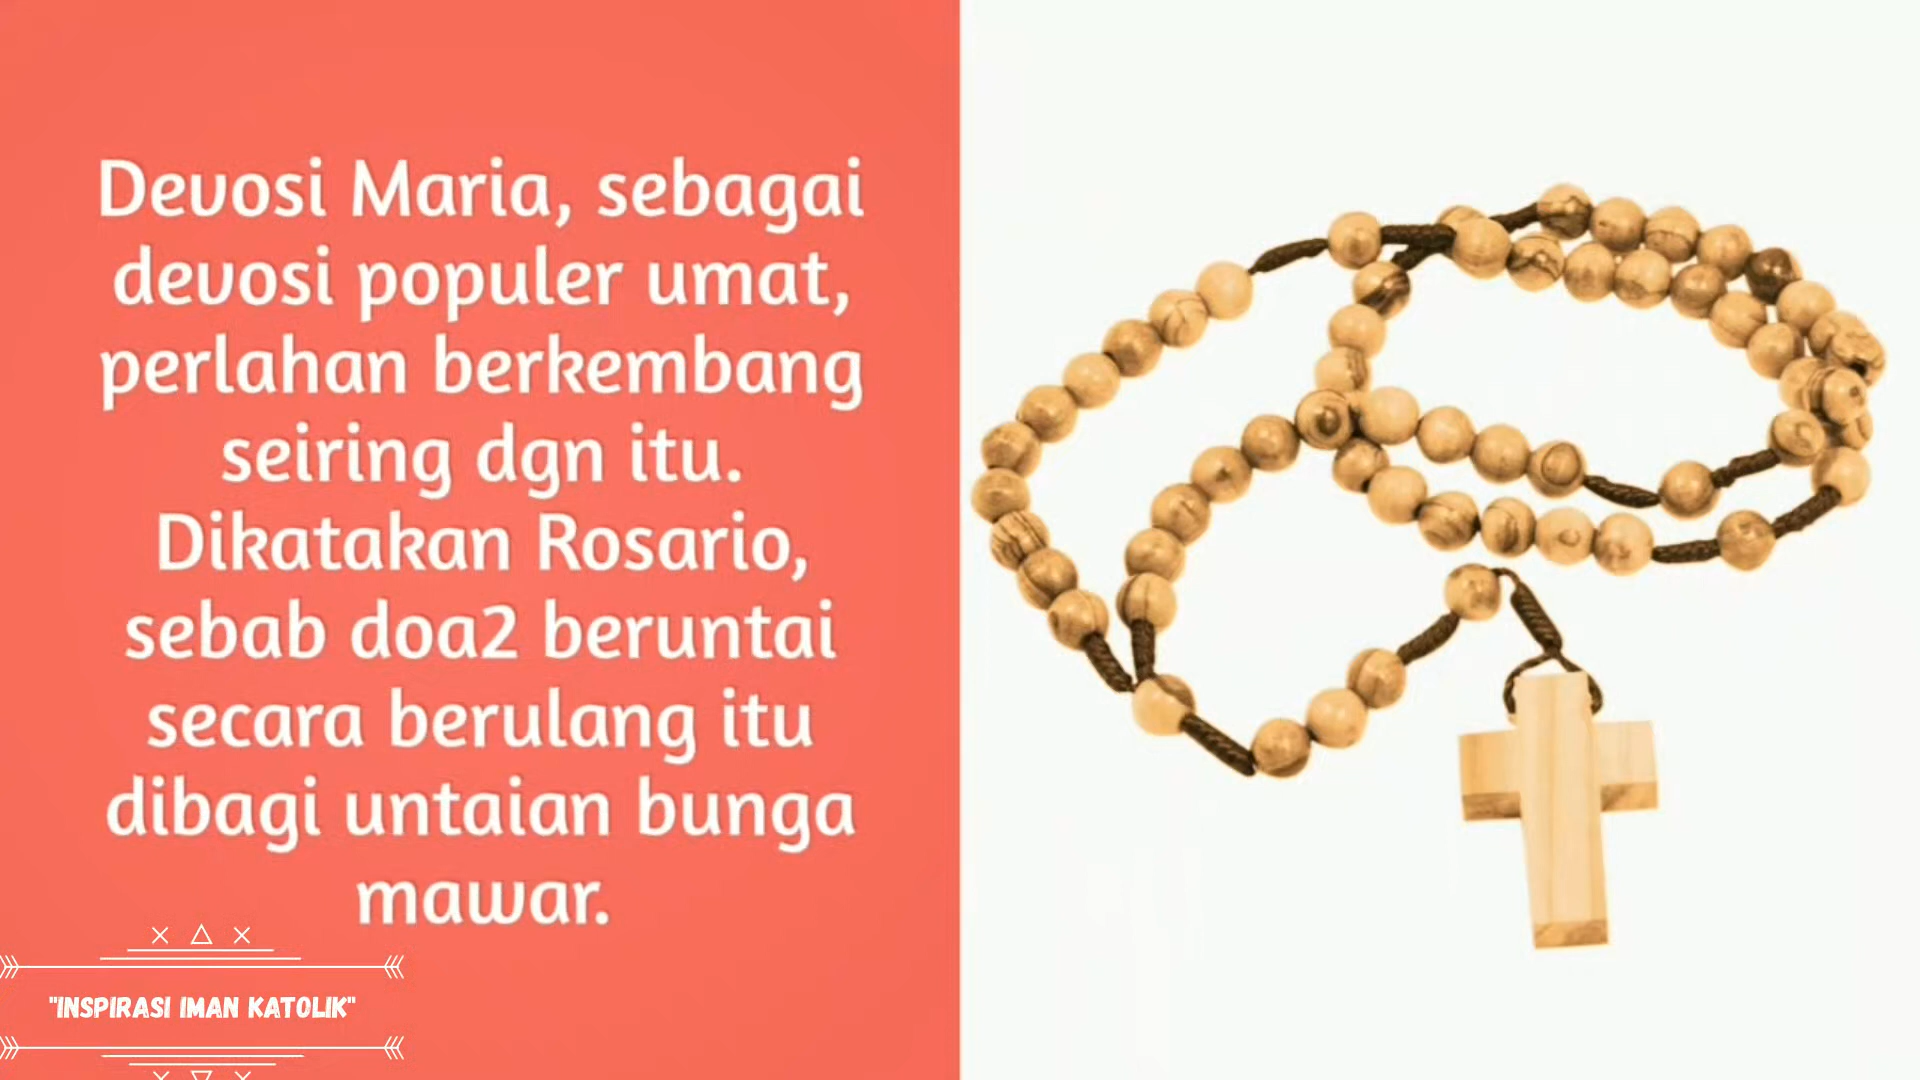 Devosi Maria, sebagai
devosi populer umat,
perlahan berkembang
seiring dgn itu.
Dikatakan Rosario,
sebab doa2 beruntai
secara berulang itu
dibagi untaian bunga
mawar.
"INSPIRASI IMAN KATOLIK"